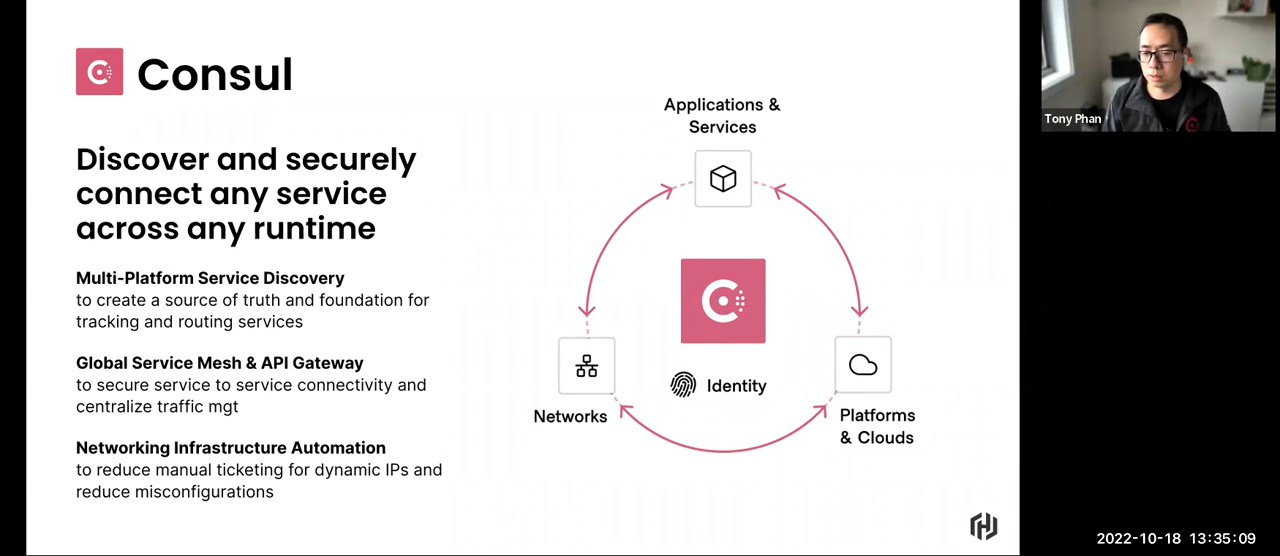 Consul
Discover and securely
connect any service
across any runtime
Multi-Platform Service Discovery
to create a source of truth and foundation for
tracking and routing services
Global Service Mesh & API Gateway
to secure service to service connectivity and
centralize traffic mgt
Networking Infrastructure Automation
to reduce manual ticketing for dynamic IPs and
reduce misconfigurations
Applications &
Services
Identity
Networks
Platforms
& Clouds
Tony Phan
2022-10-18 13:35:09